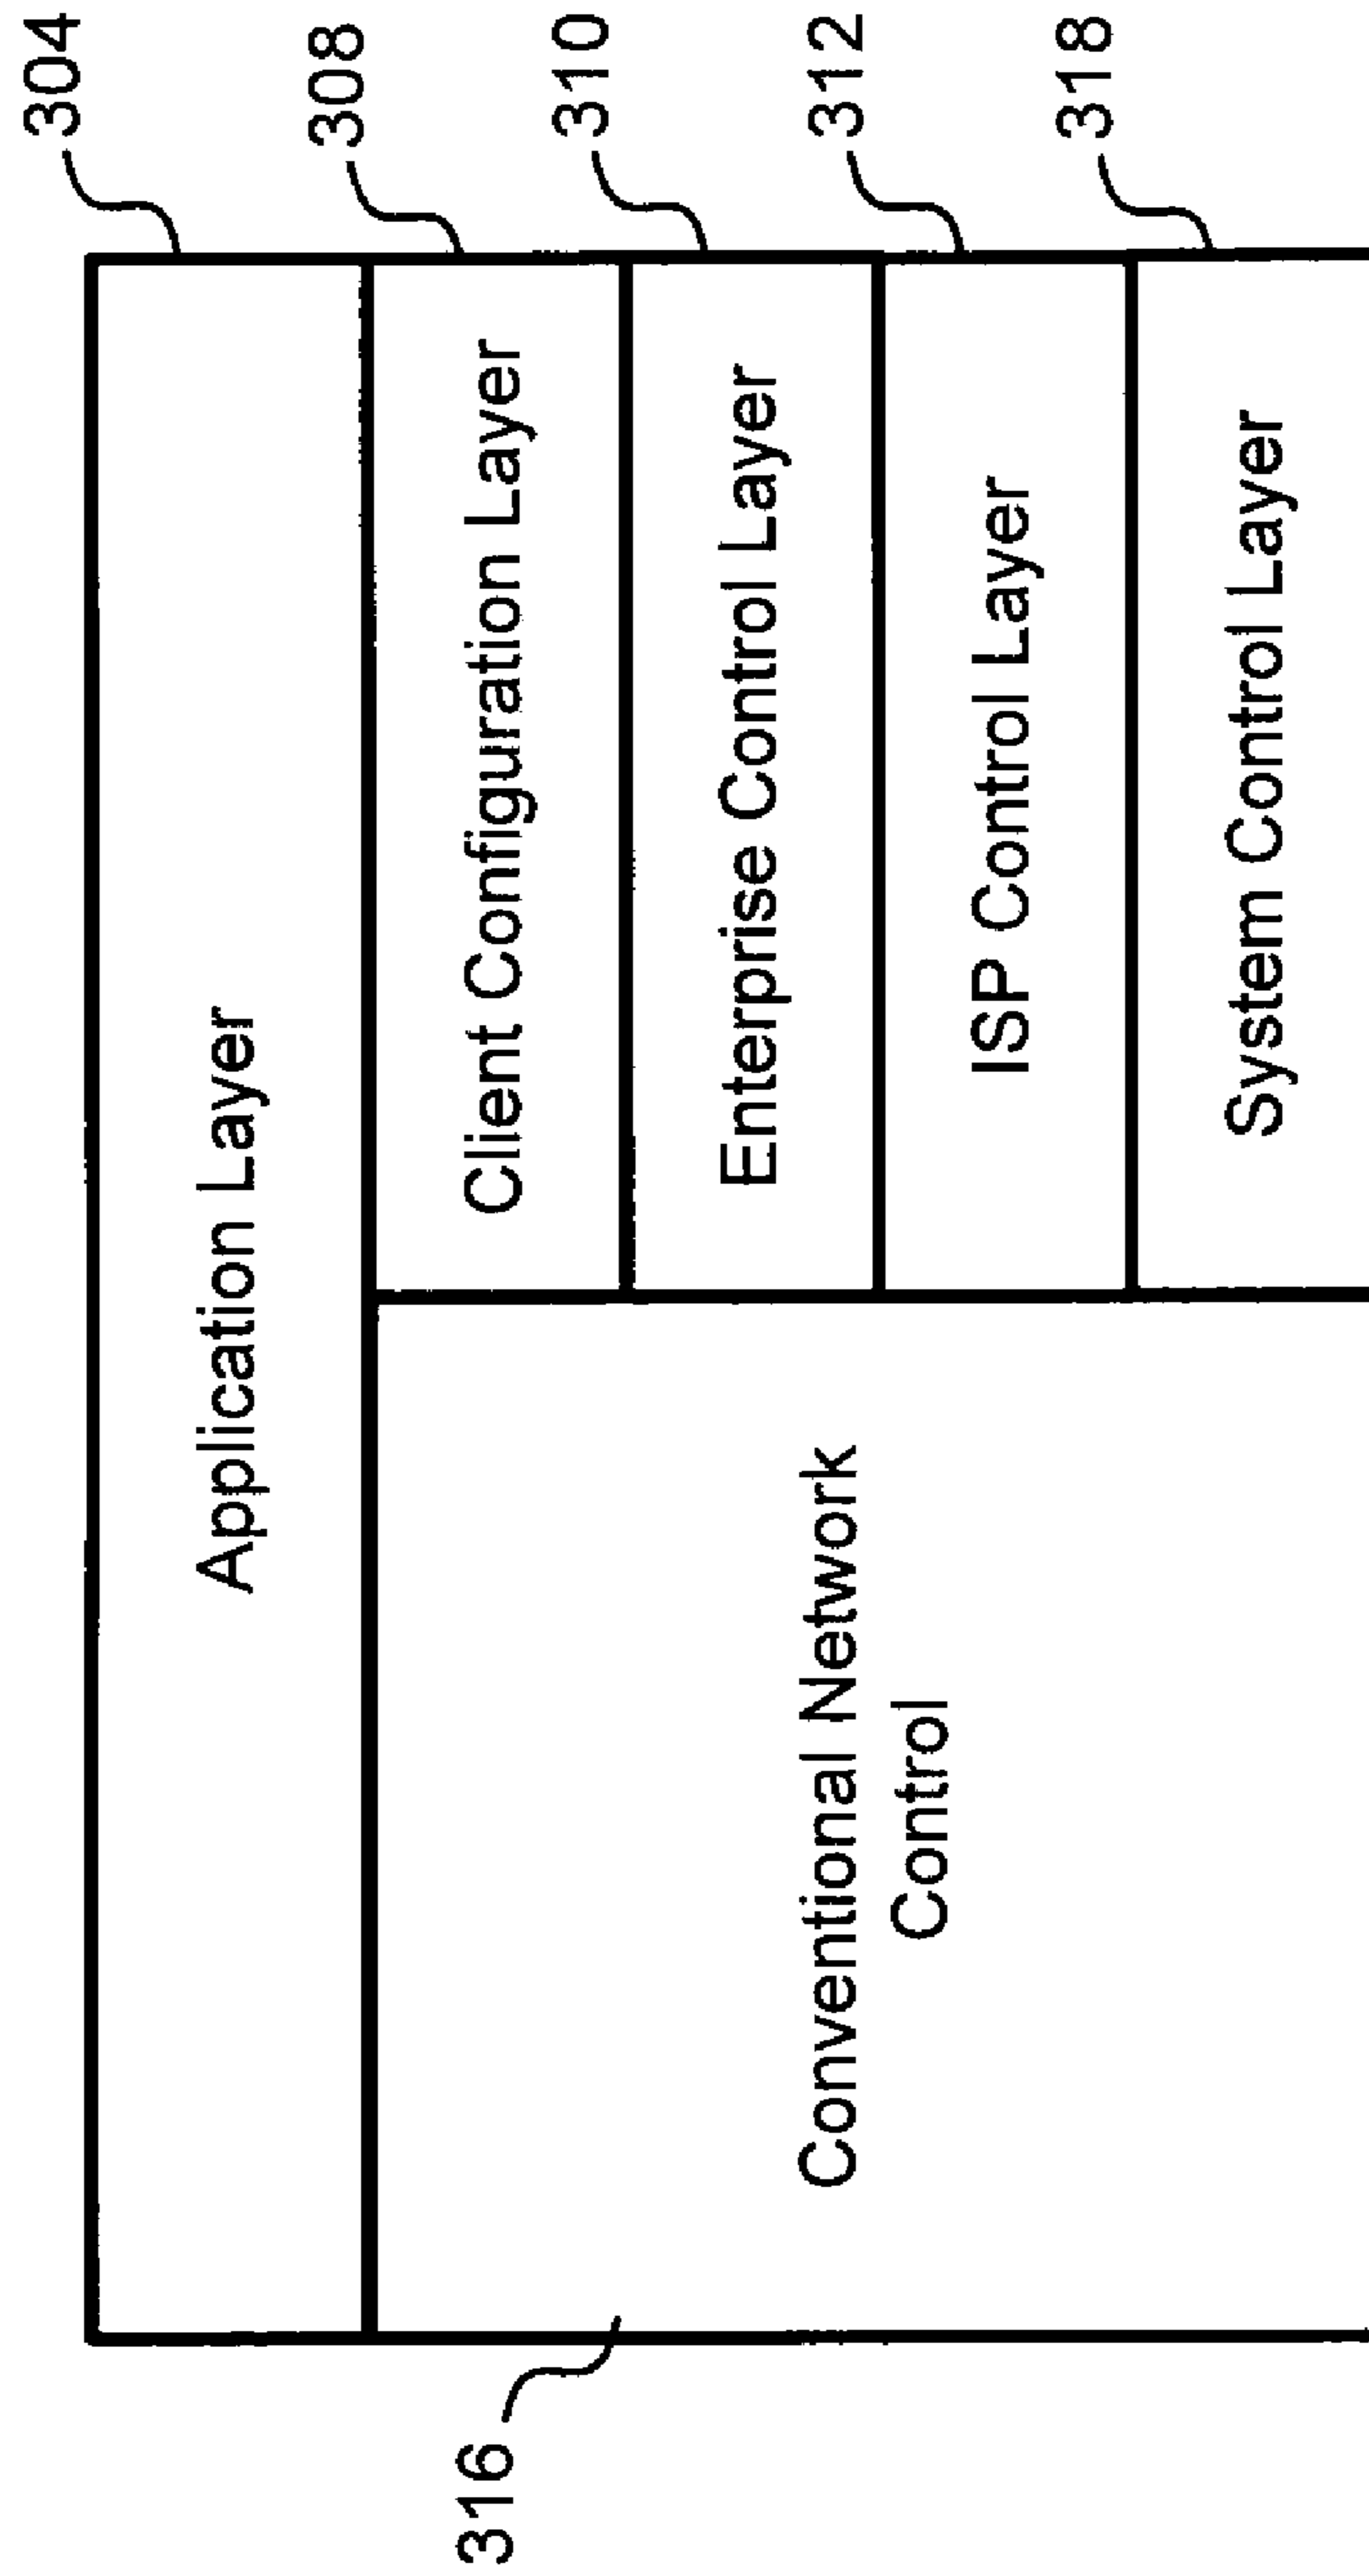 304
Application Layer
308
Client Configuration Layer
310
Enterprise Control Layer
312
ISP Control Layer
318
System Control Layer
316
Conventional Network
Control